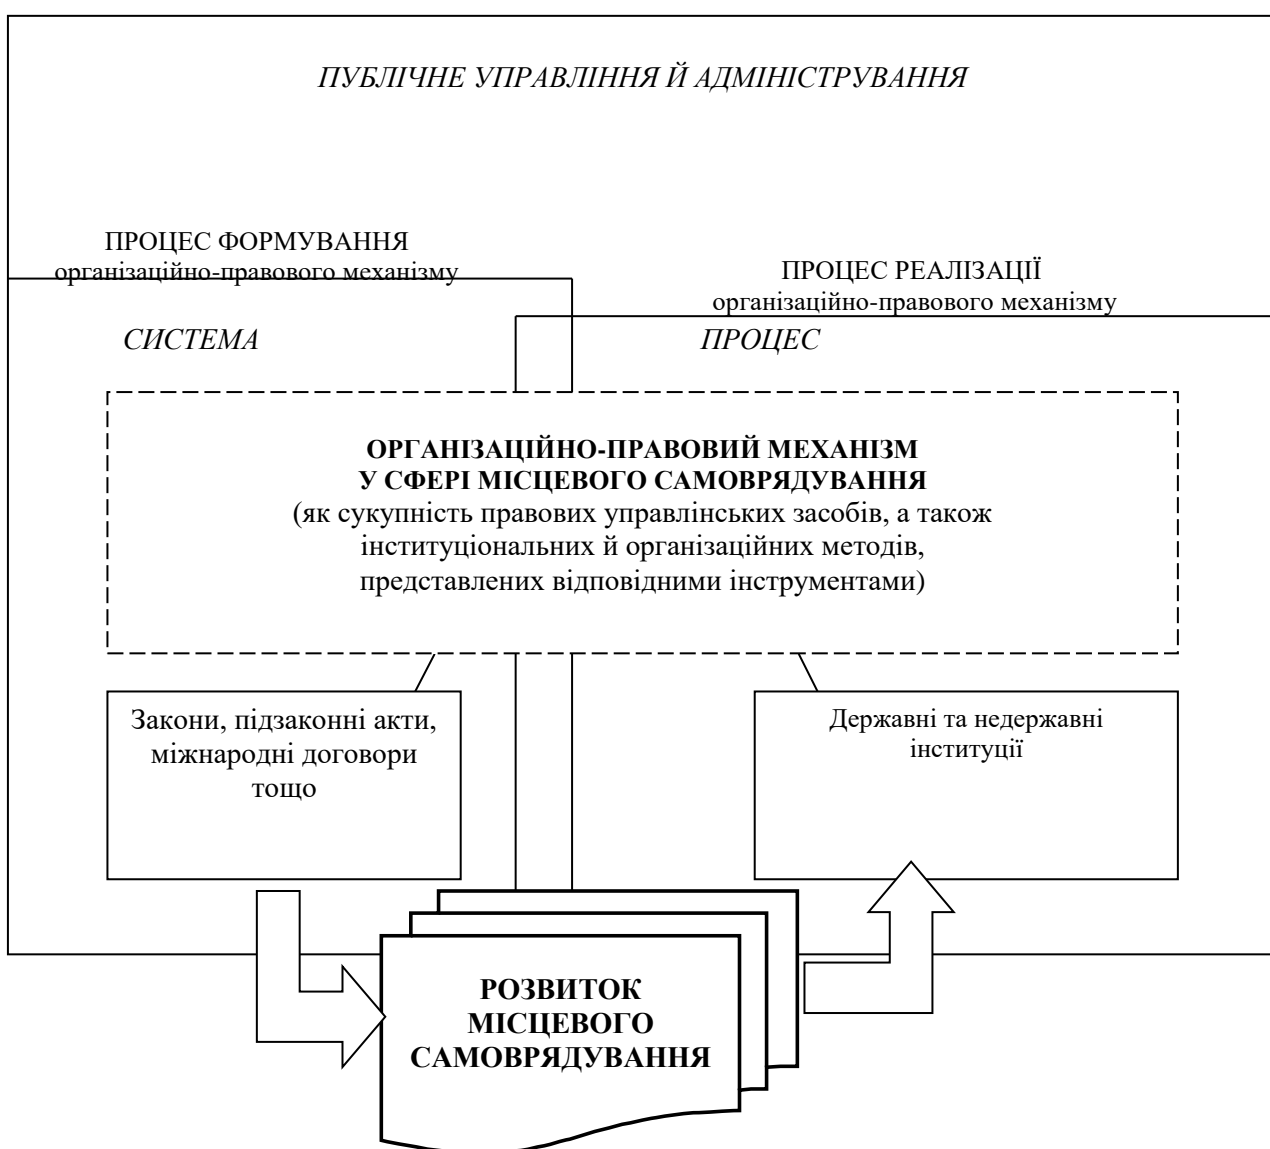 ПУБЛІЧНЕ УПРАВЛІННЯ Й АДМІНІСТРУВАННЯ
ПРОЦЕС ФОРМУВАННЯ
організаційно-правового механізму
ПРОЦЕС РЕАЛІЗАЦІЇ
організаційно-правового механізму
СИСТЕМА
ПРОЦЕС
ОРГАНІЗАЦІЙНО-ПРАВОВИЙ МЕХАНІЗМ
У СФЕРІ МІСЦЕВОГО САМОВРЯДУВАННЯ
(як сукупність правових управлінських засобів, а також
інституціональних й організаційних методів,
представлених відповідними інструментами)
Закони, підзаконні акти,
міжнародні договори
тощо
Державні та недержавні
інституції
РОЗВИТОК
МІСЦЕВОГО
САМОВРЯДУВАННЯ